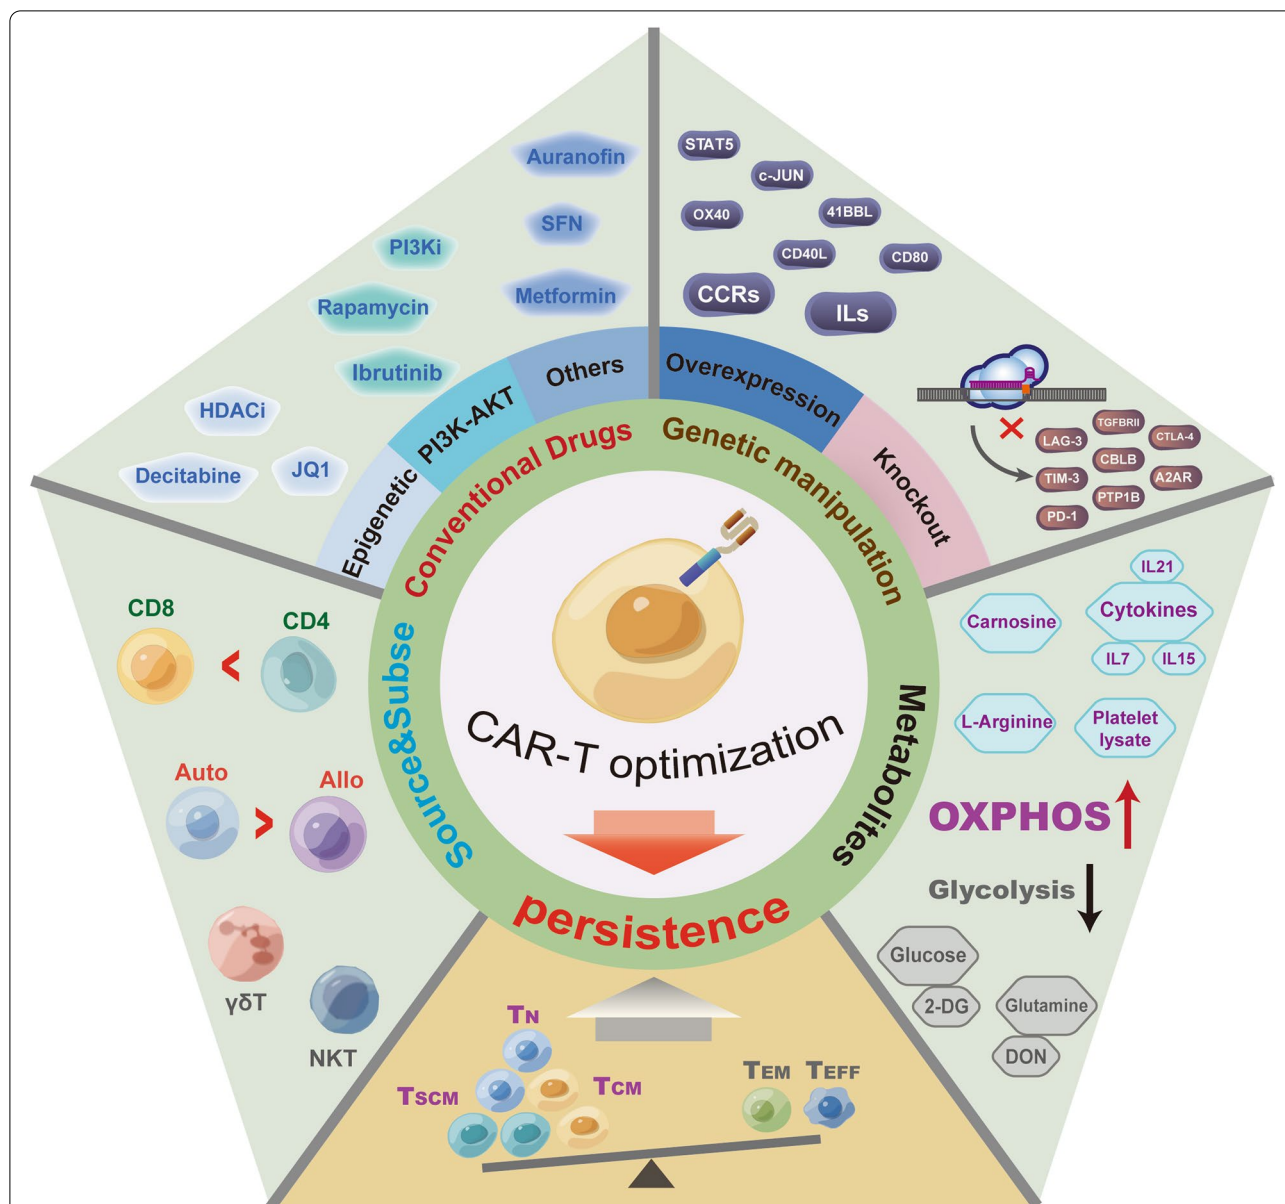 Auranofin
SFN
PI3Ki
Metformin
Rapamycin
Ibrutinib
HDACi
Decitabine
JQ1
Epigenetic
PI3K-AKT
Others
Conventional Drugs
STAT5
c-JUN
OX40
41BBL
CD40L
CD80
CCRs
ILs
Overexpression
Knockout
Genetic manipulation
TGFBRII
LAG-3
CTLA-4
CBLB
TIM-3
A2AR
PTP1B
PD-1
CAR-T optimization
Source&Subse
CD8
<
CD4
Auto
>
Allo
γδT
NKT
Metabolites
IL21
Carnosine
Cytokines
IL7
IL15
L-Arginine
Platelet
lysate
OXPHOS
Glycolysis
Glucose
2-DG
Glutamine
DON
persistence
TN
TSCM
TCM
TEM
TEFF